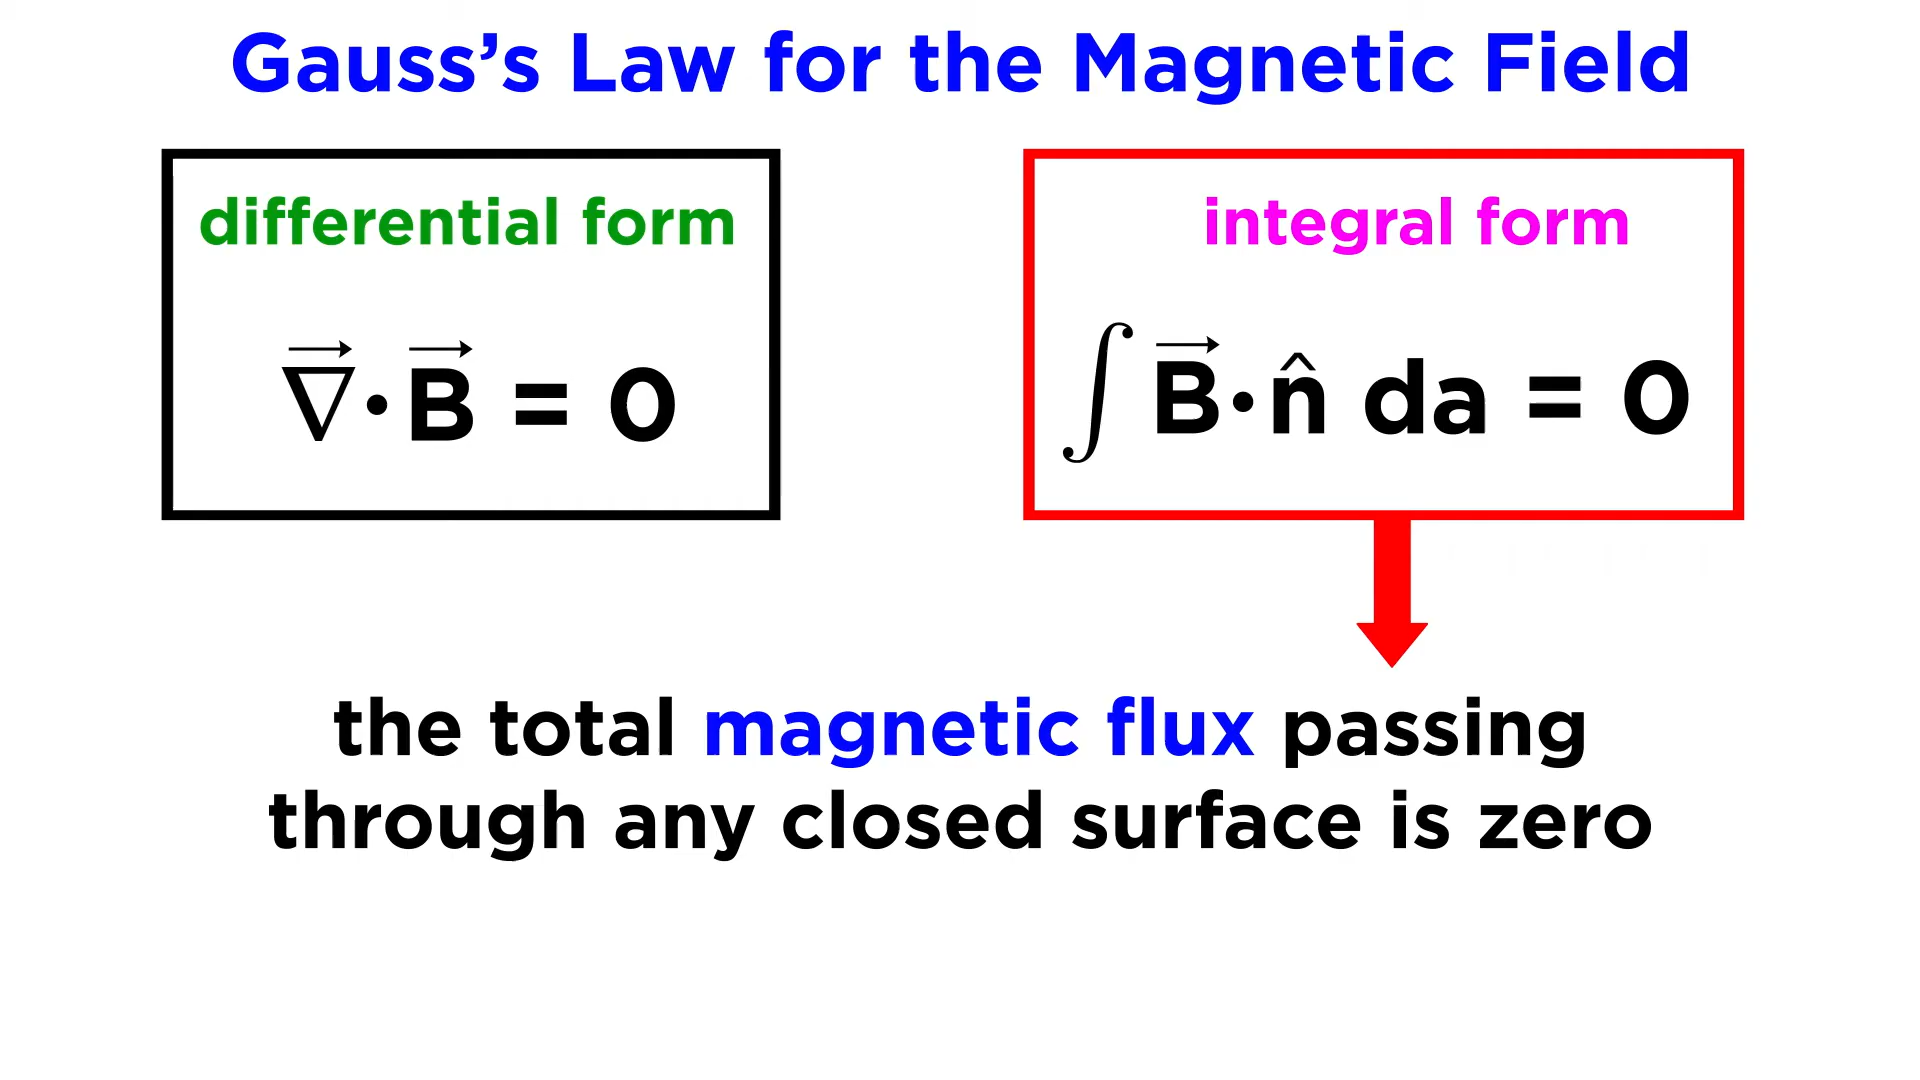 Gauss’s Law for the Magnetic Field
differential form
∇⃗ · B⃗ = 0
integral form
∫ B⃗ · n̂ da = 0
the total magnetic flux passing
through any closed surface is zero